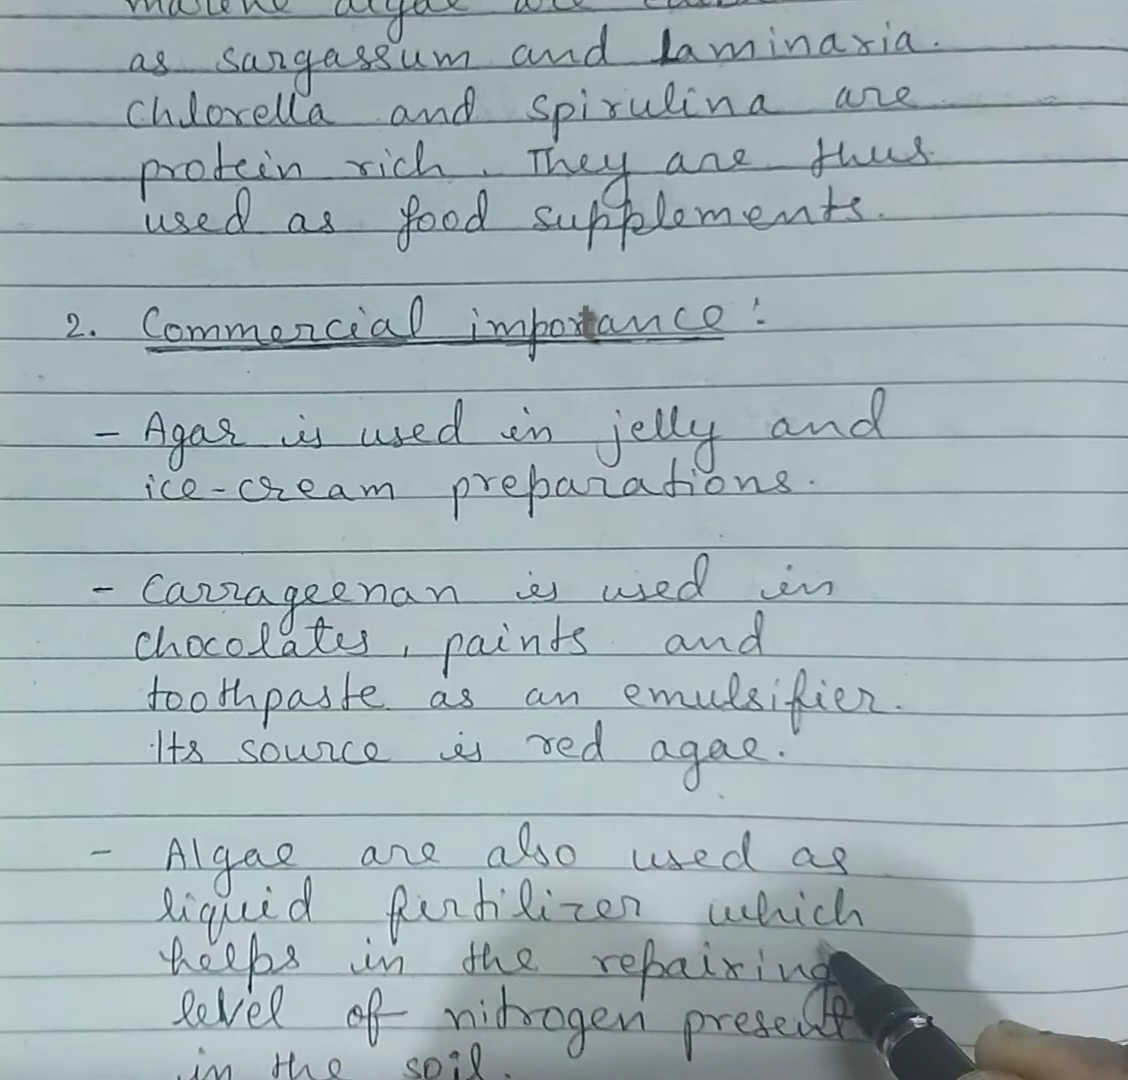 marine algae are
as sargassum and laminaria.
Chlorella and spirulina are
protein rich. They are thus
used as food supplements.
2. Commercial importance :
- Agar is used in jelly and
ice-cream preparations.
- Carrageenan is used in
chocolates, paints and
toothpaste as an emulsifier.
Its source is red agae.
- Algae are also used as
liquid fertilizer which
helps in the repairing
level of nitrogen present
in the soil.